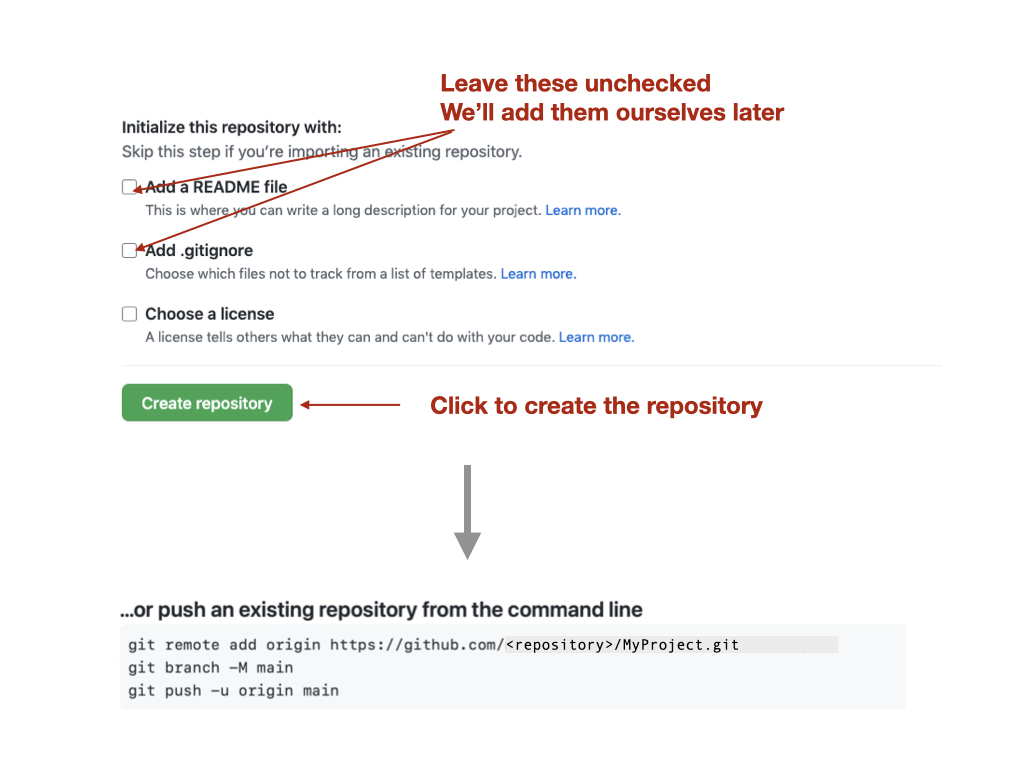 Leave these unchecked
We’ll add them ourselves later
Initialize this repository with:
Skip this step if you’re importing an existing repository.
Add a README file
This is where you can write a long description for your project. Learn more.
Add .gitignore
Choose which files not to track from a list of templates. Learn more.
Choose a license
A license tells others what they can and can't do with your code. Learn more.
Create repository
Click to create the repository
…or push an existing repository from the command line
git remote add origin https://github.com/<repository>/MyProject.git
git branch -M main
git push -u origin main